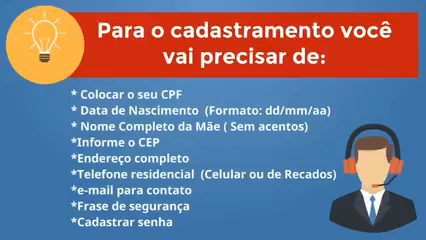 Para o cadastramento você
vai precisar de:
* Colocar o seu CPF
* Data de Nascimento (Formato: dd/mm/aa)
* Nome Completo da Mãe ( Sem acentos)
*Informe o CEP
*Endereço completo
*Telefone residencial (Celular ou de Recados)
*e-mail para contato
*Frase de segurança
*Cadastrar senha